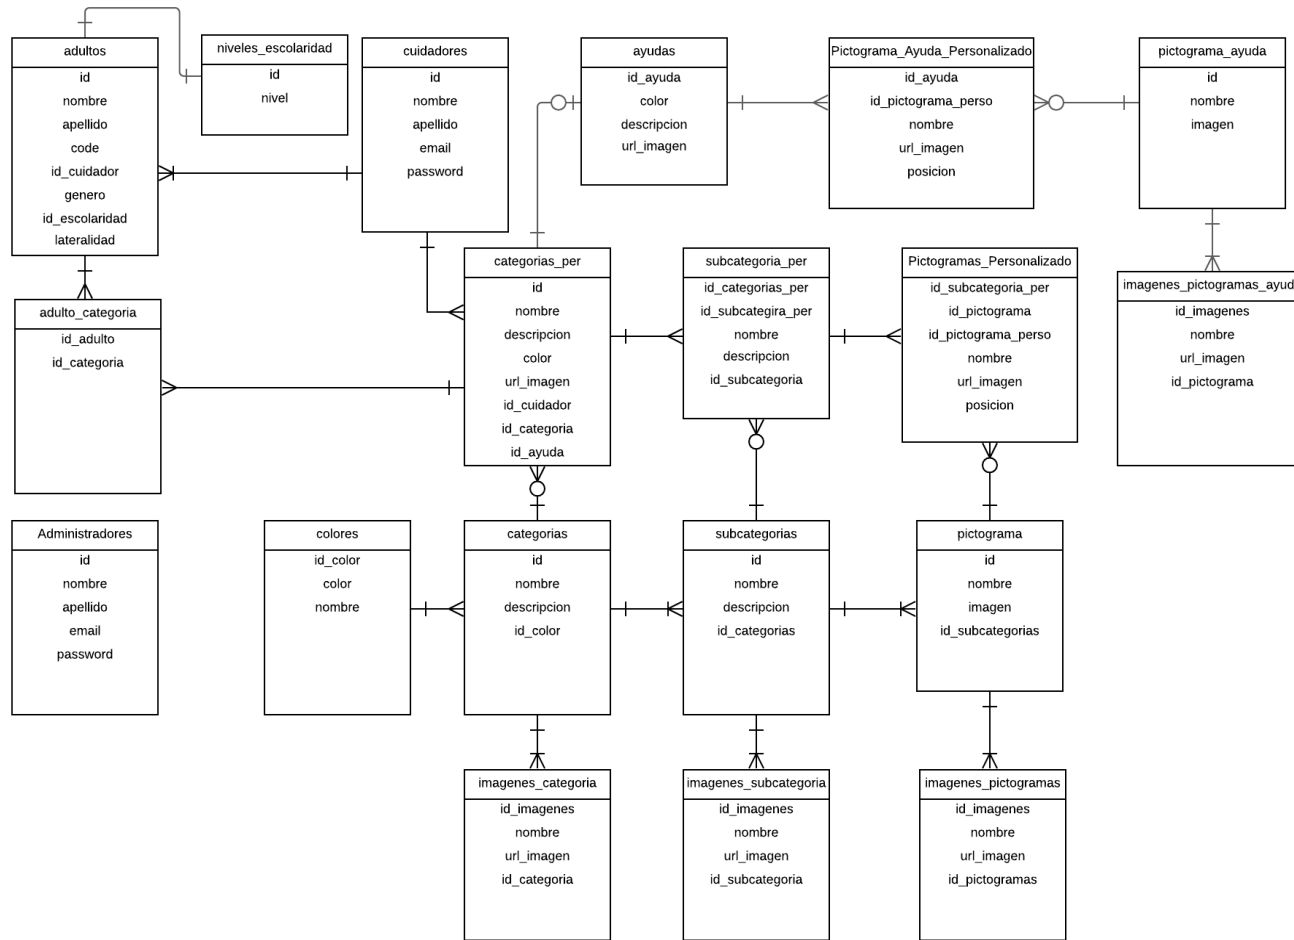 adultos
id
nombre
apellido
code
id_cuidador
genero
id_escolaridad
lateralidad
niveles_escolaridad
id
nivel
cuidadores
id
nombre
apellido
email
password
ayudas
id_ayuda
color
descripcion
url_imagen
Pictograma_Ayuda_Personalizado
id_ayuda
id_pictograma_perso
nombre
url_imagen
posicion
pictograma_ayuda
id
nombre
imagen
adulto_categoria
id_adulto
id_categoria
categorias_per
id
nombre
descripcion
color
url_imagen
id_cuidador
id_categoria
id_ayuda
subcategoria_per
id_categorias_per
id_subcategira_per
nombre
descripcion
id_subcategoria
Pictogramas_Personalizado
id_subcategoria_per
id_pictograma
id_pictograma_perso
nombre
url_imagen
posicion
imagenes_pictogramas_ayud
id_imagenes
nombre
url_imagen
id_pictograma
Administradores
id
nombre
apellido
email
password
colores
id_color
color
nombre
categorias
id
nombre
descripcion
id_color
subcategorias
id
nombre
descripcion
id_categorias
pictograma
id
nombre
imagen
id_subcategorias
imagenes_categoria
id_imagenes
nombre
url_imagen
id_categoria
imagenes_subcategoria
id_imagenes
nombre
url_imagen
id_subcategoria
imagenes_pictogramas
id_imagenes
nombre
url_imagen
id_pictogramas